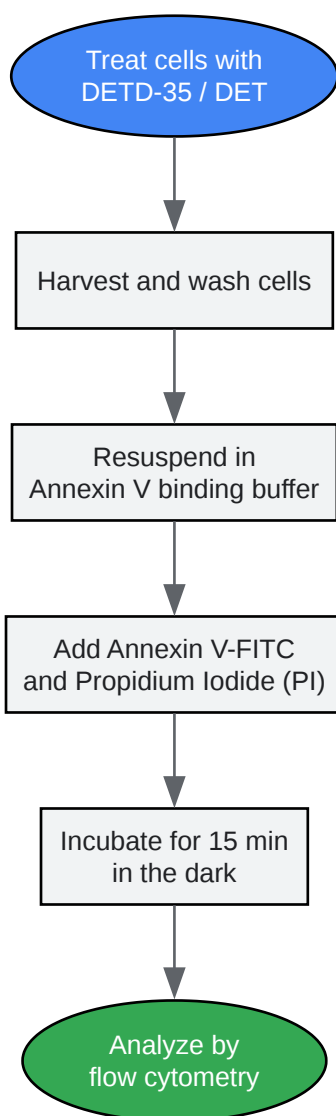 Treat cells with
DETD-35 / DET
Harvest and wash cells
Resuspend in
Annexin V binding buffer
Add Annexin V-FITC
and Propidium Iodide (PI)
Incubate for 15 min
in the dark
Analyze by
flow cytometry